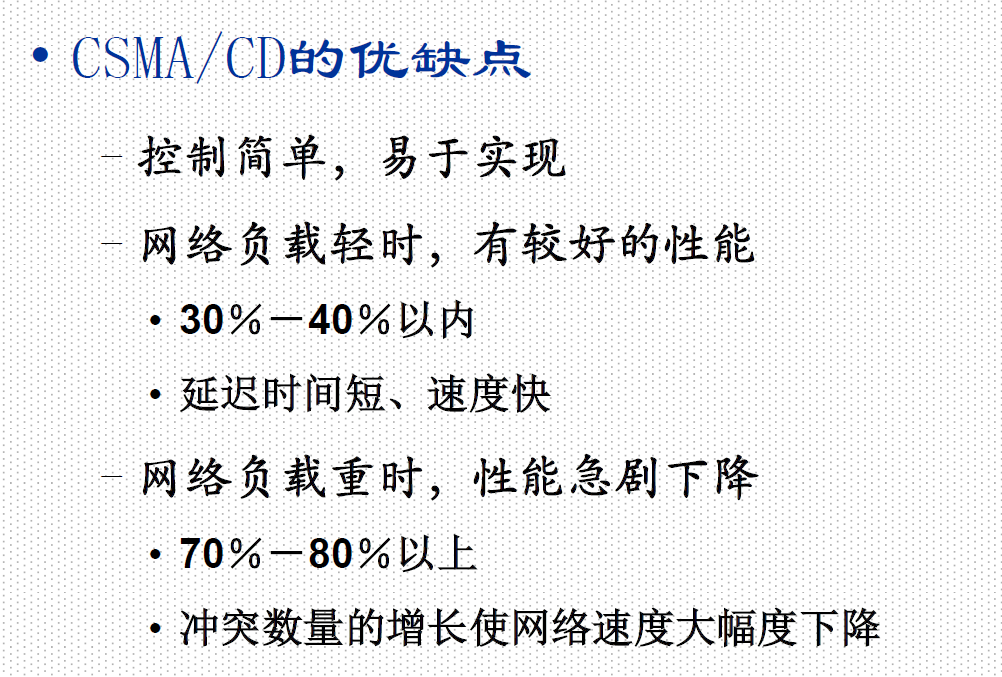 • CSMA/CD的优缺点
– 控制简单，易于实现
– 网络负载轻时，有较好的性能
• 30％－40％以内
• 延迟时间短、速度快
– 网络负载重时，性能急剧下降
• 70％－80％以上
• 冲突数量的增长使网络速度大幅度下降